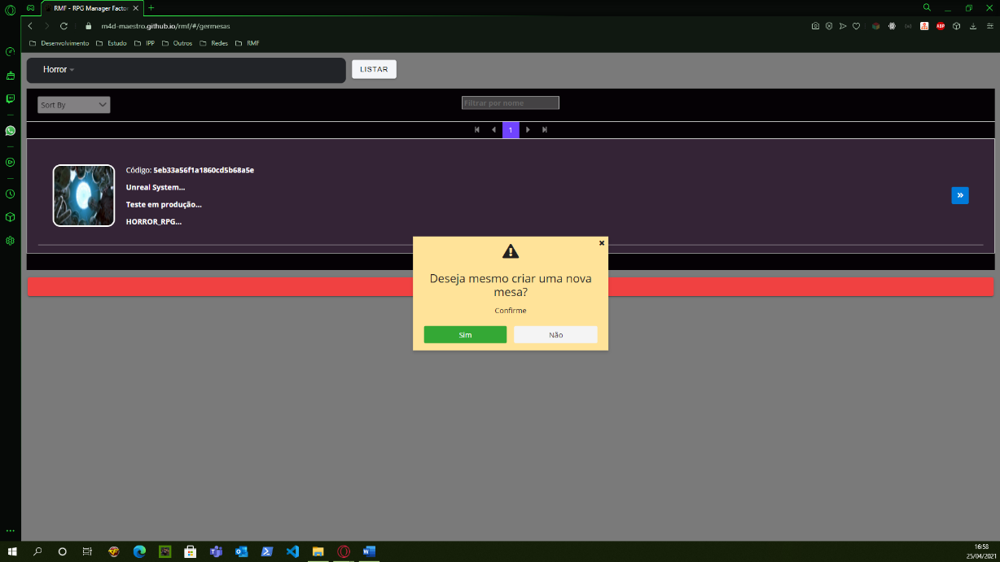 RMF - RPG Manager Factor
m4d-maestro.github.io/rmf/#/germesas
ABP
Desenvolvimento
Estudo
IPP
Outros
Redes
RMF
Horror
LISTAR
Sort By
Filtrar por nome
1
Código: 5eb33a56f1a1860cd5b68a5e
Unreal System...
Teste em produção...
HORROR_RPG...
Deseja mesmo criar uma nova
mesa?
Confirme
Sim
Não
16:58
25/04/2021